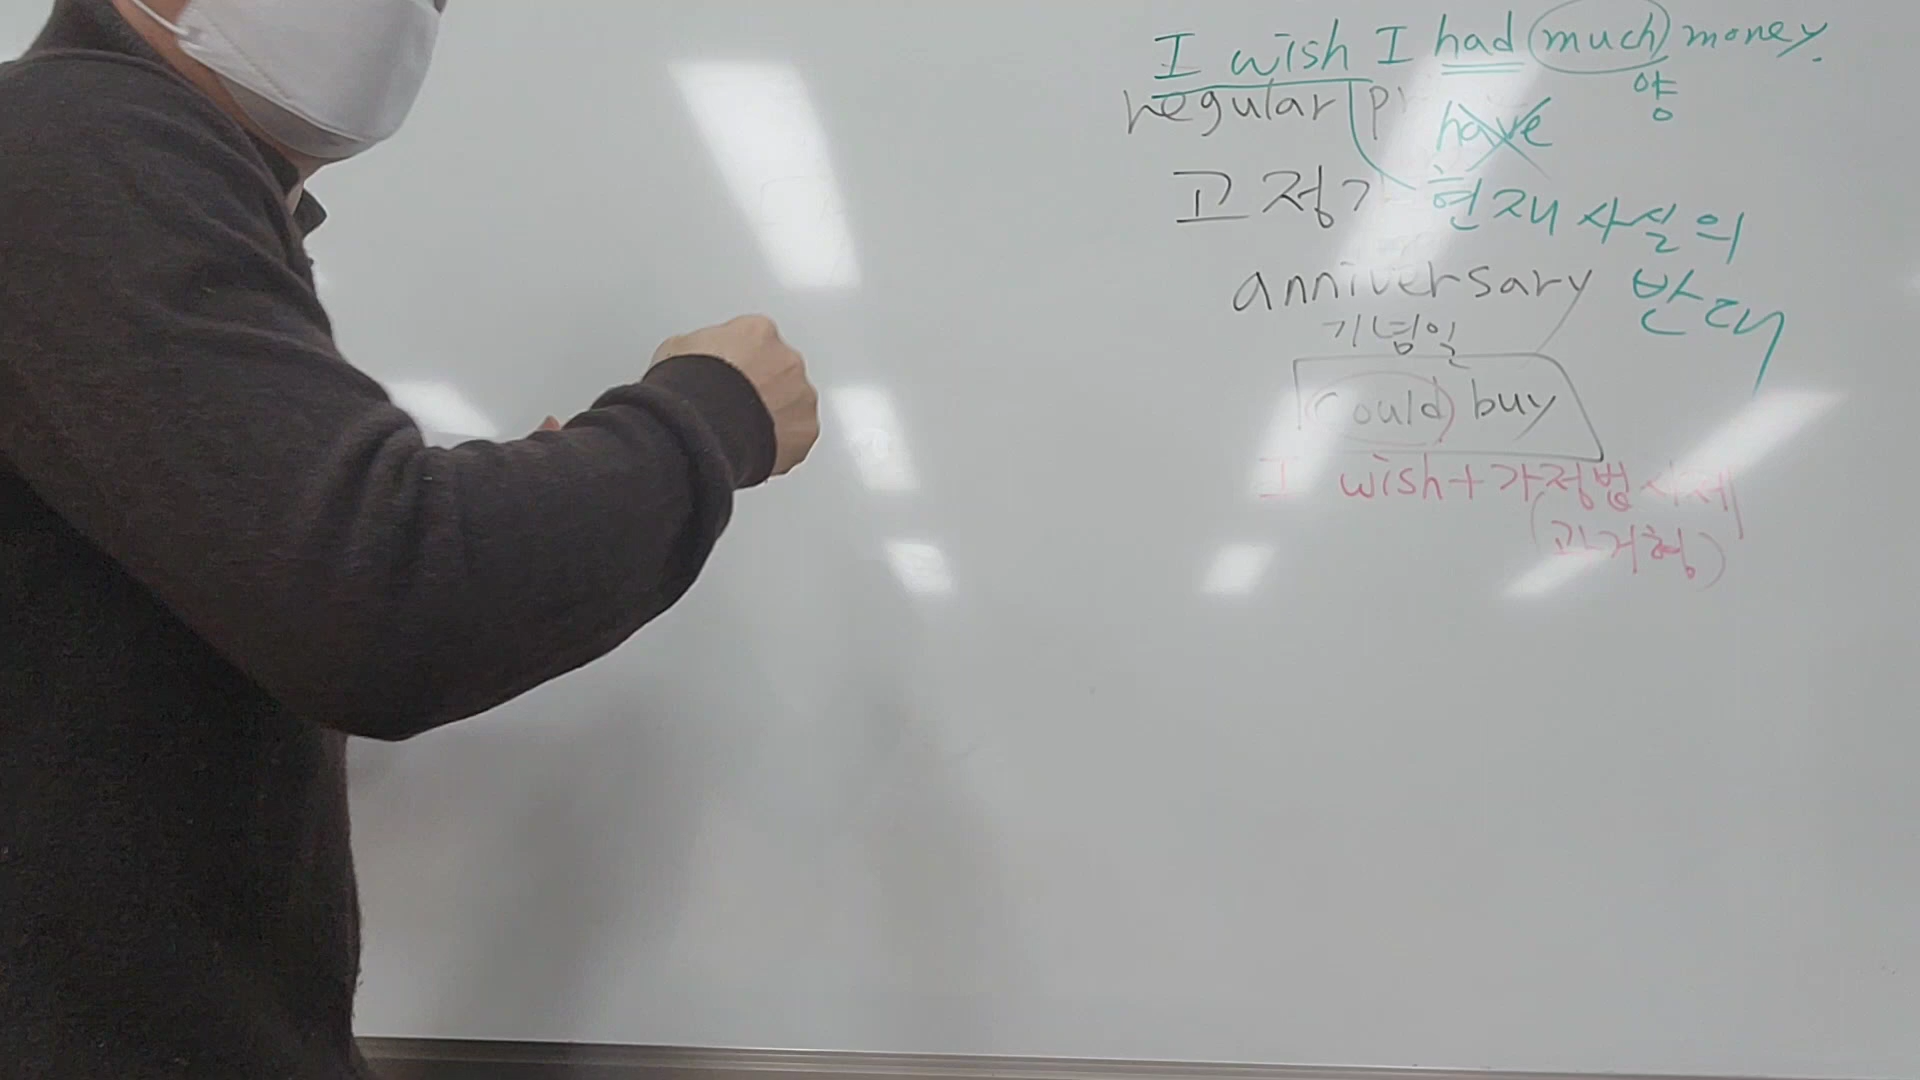 I wish I had much money.
양
regular
have
고정
현재 사실의
anniversary 반대
기념일
could buy
I wish + 가정법 시제
(과거형)